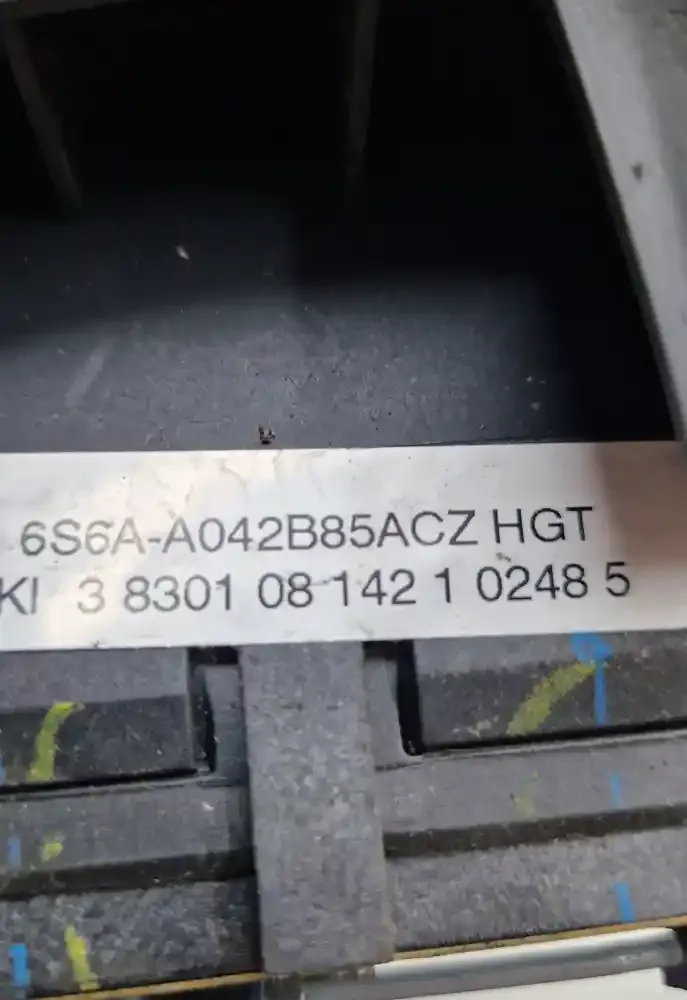 6S6A-A042B85ACZ HGT
KI 3 8301 08 142 1 0248 5